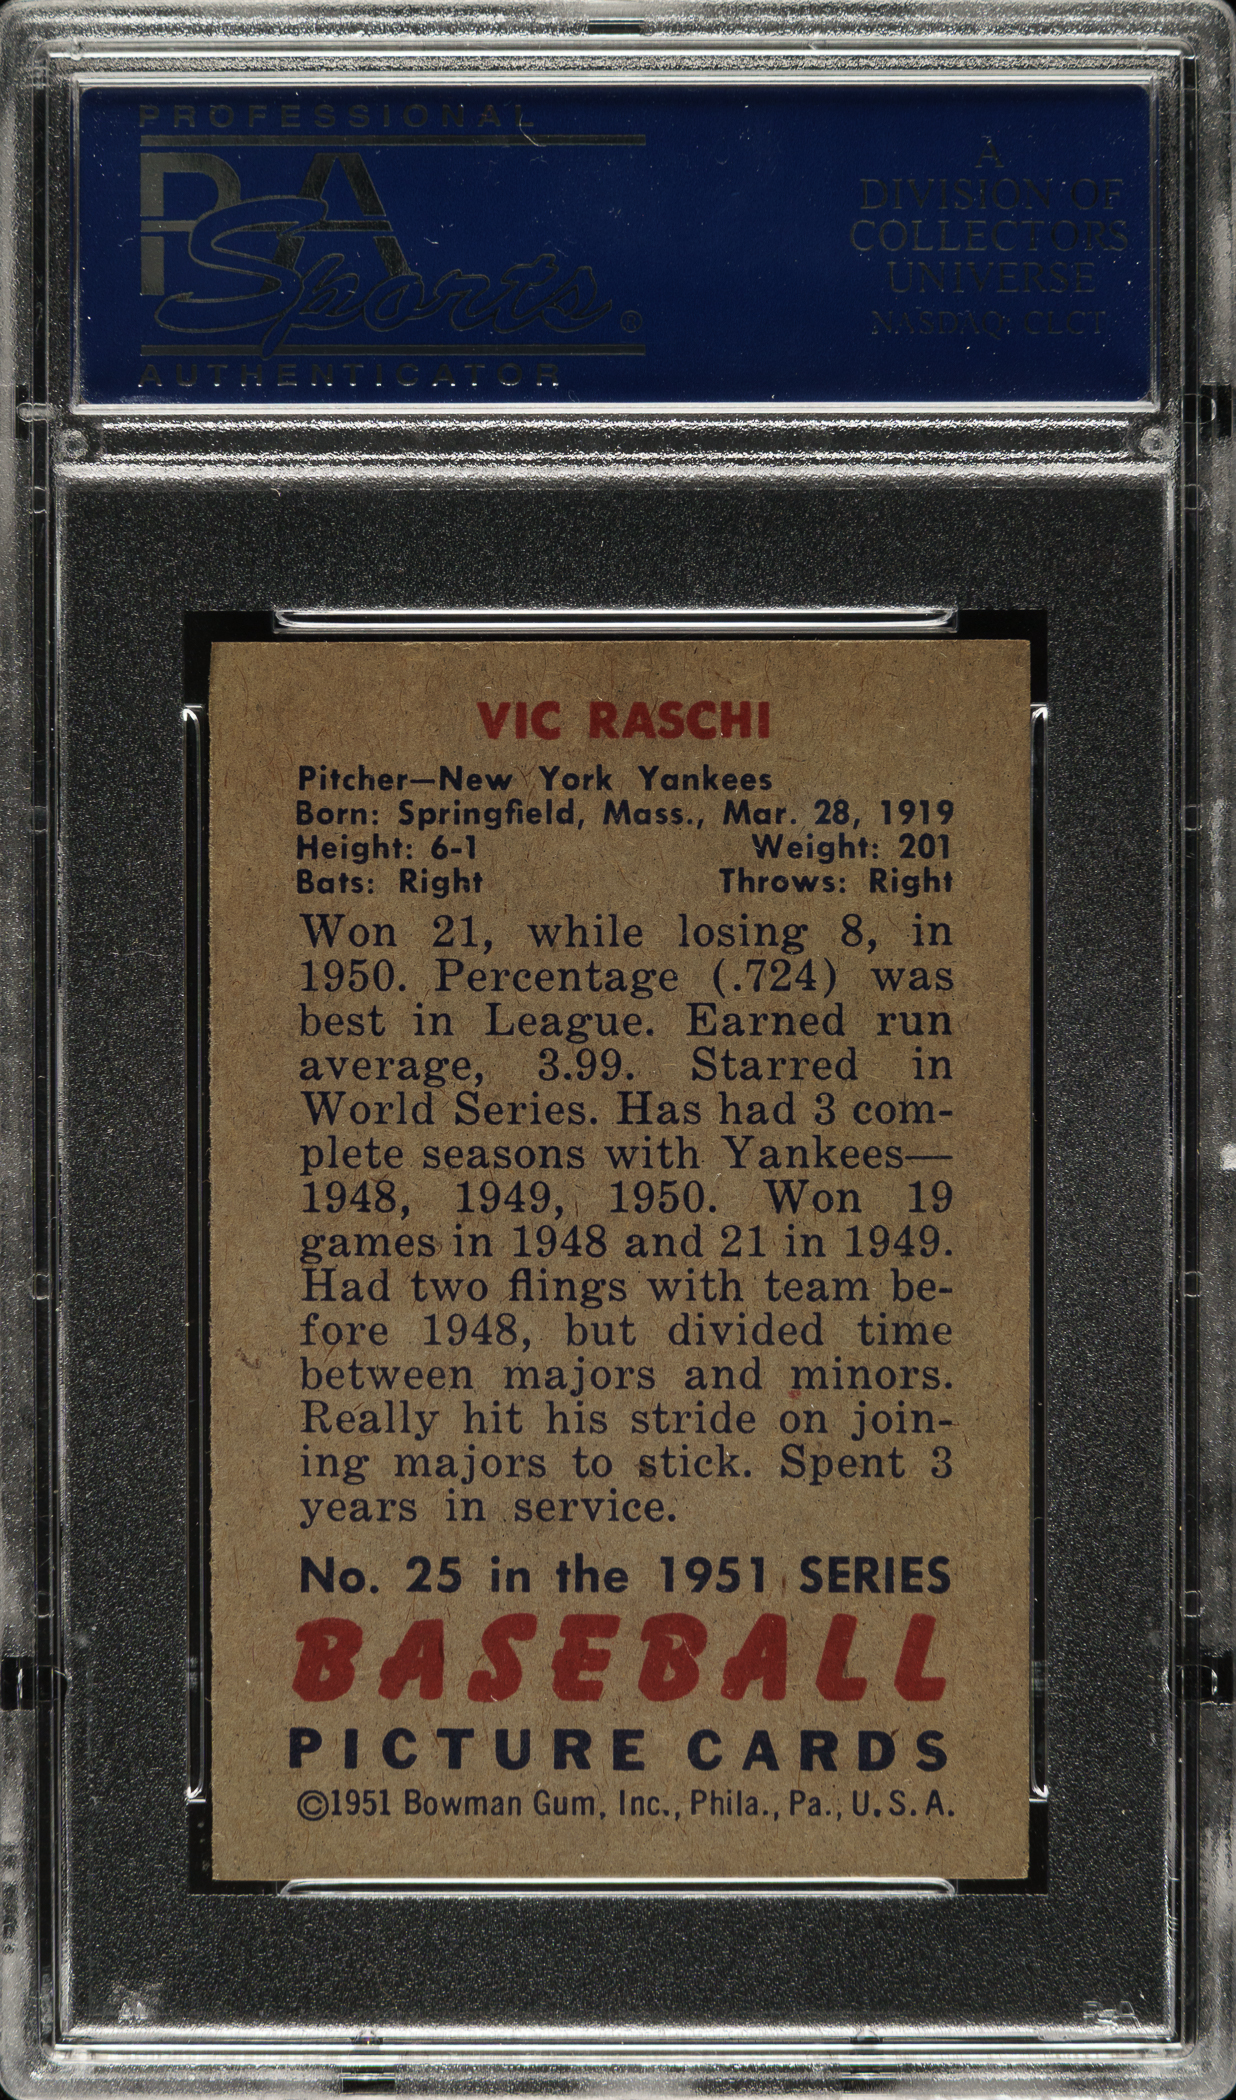 PROFESSIONAL
PSA
Sports®
AUTHENTICATOR
A
DIVISION OF
COLLECTORS
UNIVERSE
NASDAQ: CLCT
VIC RASCHI
Pitcher—New York Yankees
Born: Springfield, Mass., Mar. 28, 1919
Height: 6-1 Weight: 201
Bats: Right Throws: Right
Won 21, while losing 8, in
1950. Percentage (.724) was
best in League. Earned run
average, 3.99. Starred in
World Series. Has had 3 com-
plete seasons with Yankees—
1948, 1949, 1950. Won 19
games in 1948 and 21 in 1949.
Had two flings with team be-
fore 1948, but divided time
between majors and minors.
Really hit his stride on join-
ing majors to stick. Spent 3
years in service.
No. 25 in the 1951 SERIES
BASEBALL
PICTURE CARDS
©1951 Bowman Gum, Inc., Phila., Pa., U.S.A.
PSA